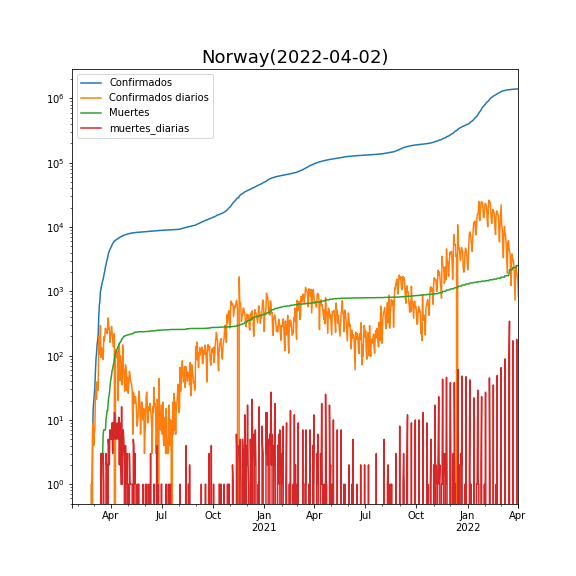 Norway(2022-04-02)
Confirmados
Confirmados diarios
Muertes
muertes_diarias
10^6
10^5
10^4
10^3
10^2
10^1
10^0
Apr Jul Oct Jan Apr Jul Oct Jan Apr
2021 2022